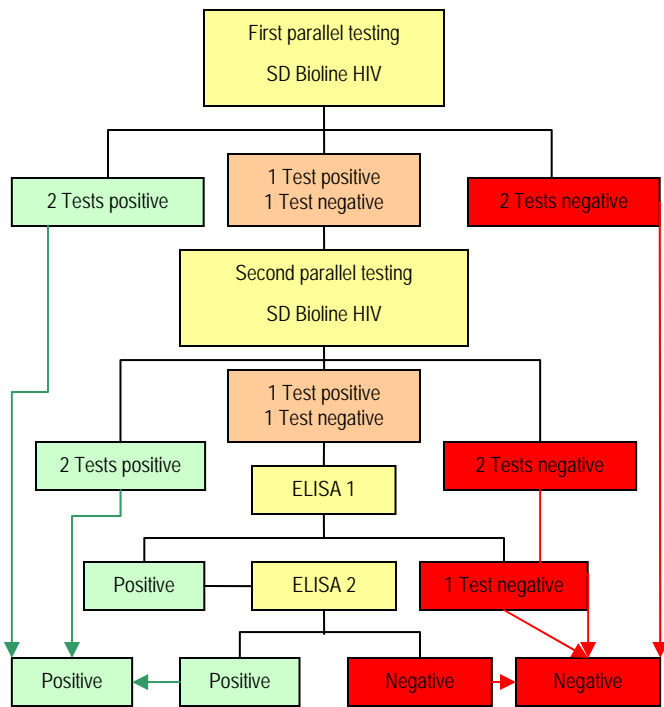 First parallel testing
SD Bioline HIV
2 Tests positive
1 Test positive
1 Test negative
2 Tests negative
Second parallel testing
SD Bioline HIV
1 Test positive
1 Test negative
2 Tests positive
2 Tests negative
ELISA 1
Positive
ELISA 2
1 Test negative
Positive
Positive
Negative
Negative